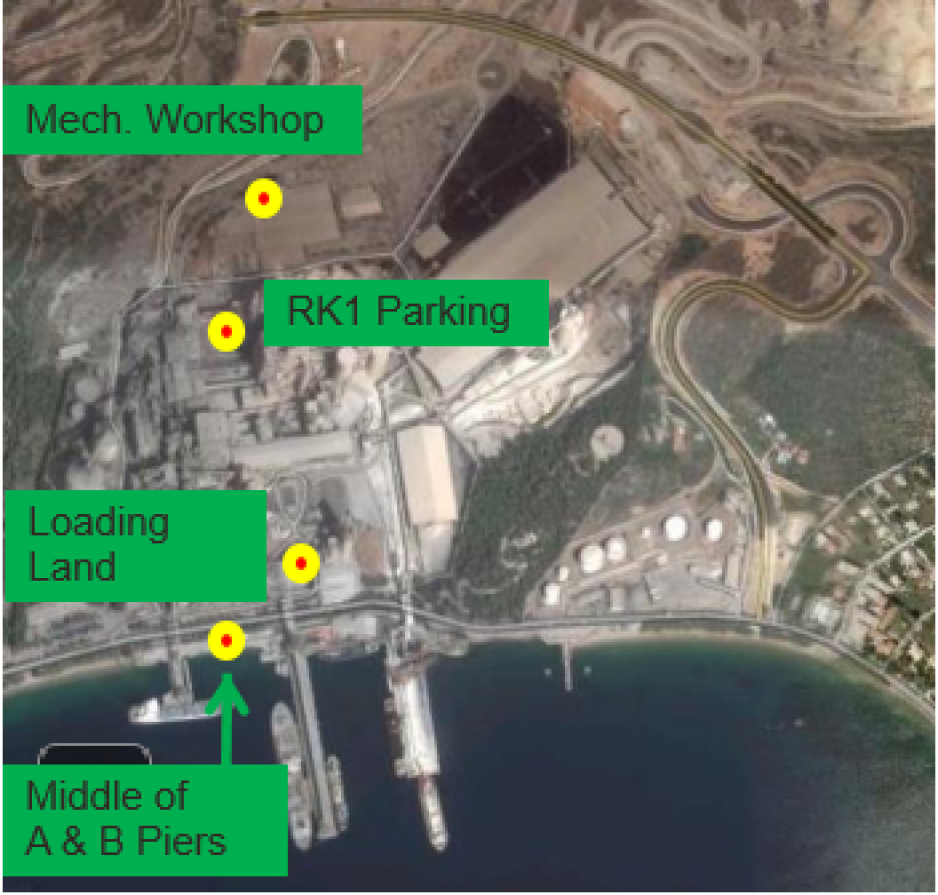 Mech. Workshop
RK1 Parking
Loading
Land
Middle of
A & B Piers